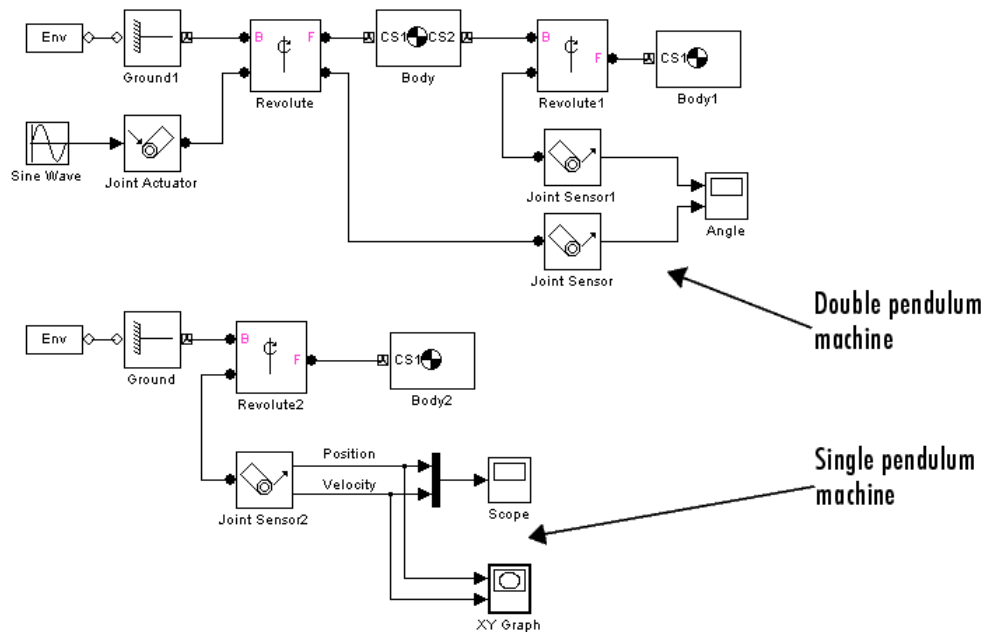 Env
Ground1
B
F
Revolute
CS1
CS2
Body
B
F
Revolute1
CS1
Body1
Sine Wave
Joint Actuator
Joint Sensor1
Angle
Joint Sensor
Double pendulum
machine
Env
Ground
B
F
Revolute2
CS1
Body2
Position
Velocity
Joint Sensor2
Scope
Single pendulum
machine
XY Graph